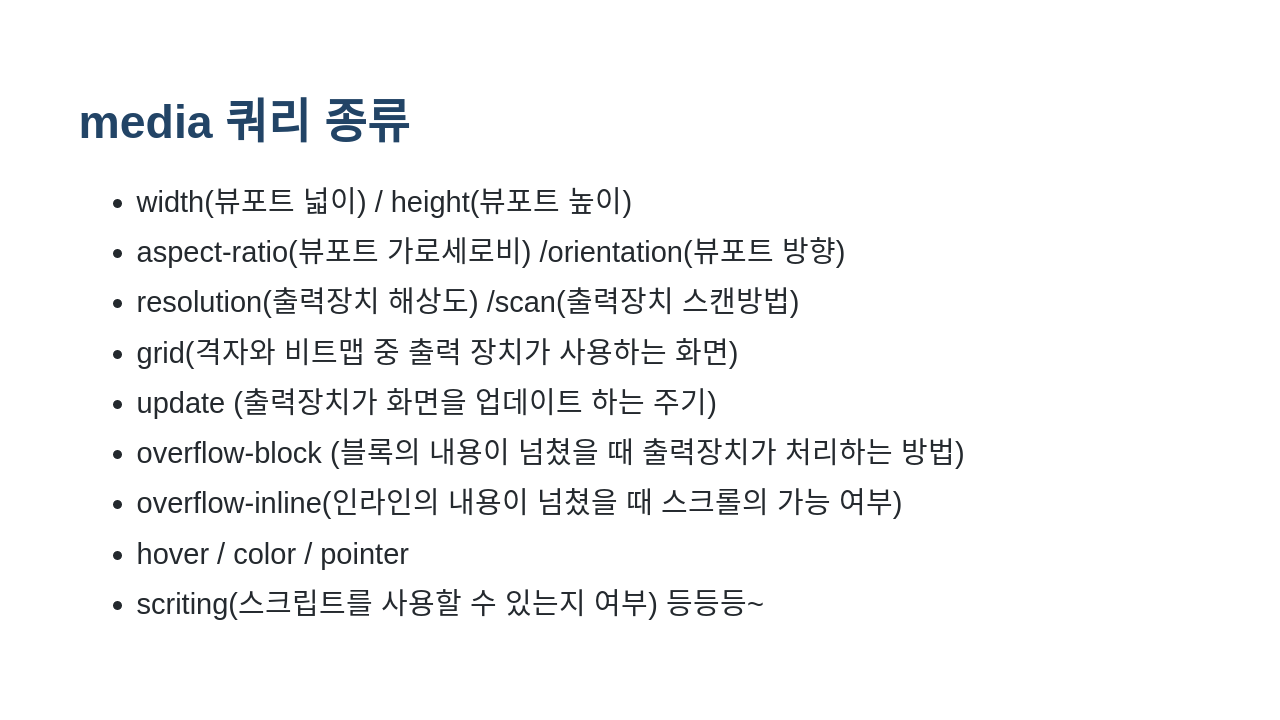 media 쿼리 종류
• width(뷰포트 넓이) / height(뷰포트 높이)
• aspect-ratio(뷰포트 가로세로비) /orientation(뷰포트 방향)
• resolution(출력장치 해상도) /scan(출력장치 스캔방법)
• grid(격자와 비트맵 중 출력 장치가 사용하는 화면)
• update (출력장치가 화면을 업데이트 하는 주기)
• overflow-block (블록의 내용이 넘쳤을 때 출력장치가 처리하는 방법)
• overflow-inline(인라인의 내용이 넘쳤을 때 스크롤의 가능 여부)
• hover / color / pointer
• scriting(스크립트를 사용할 수 있는지 여부) 등등등~